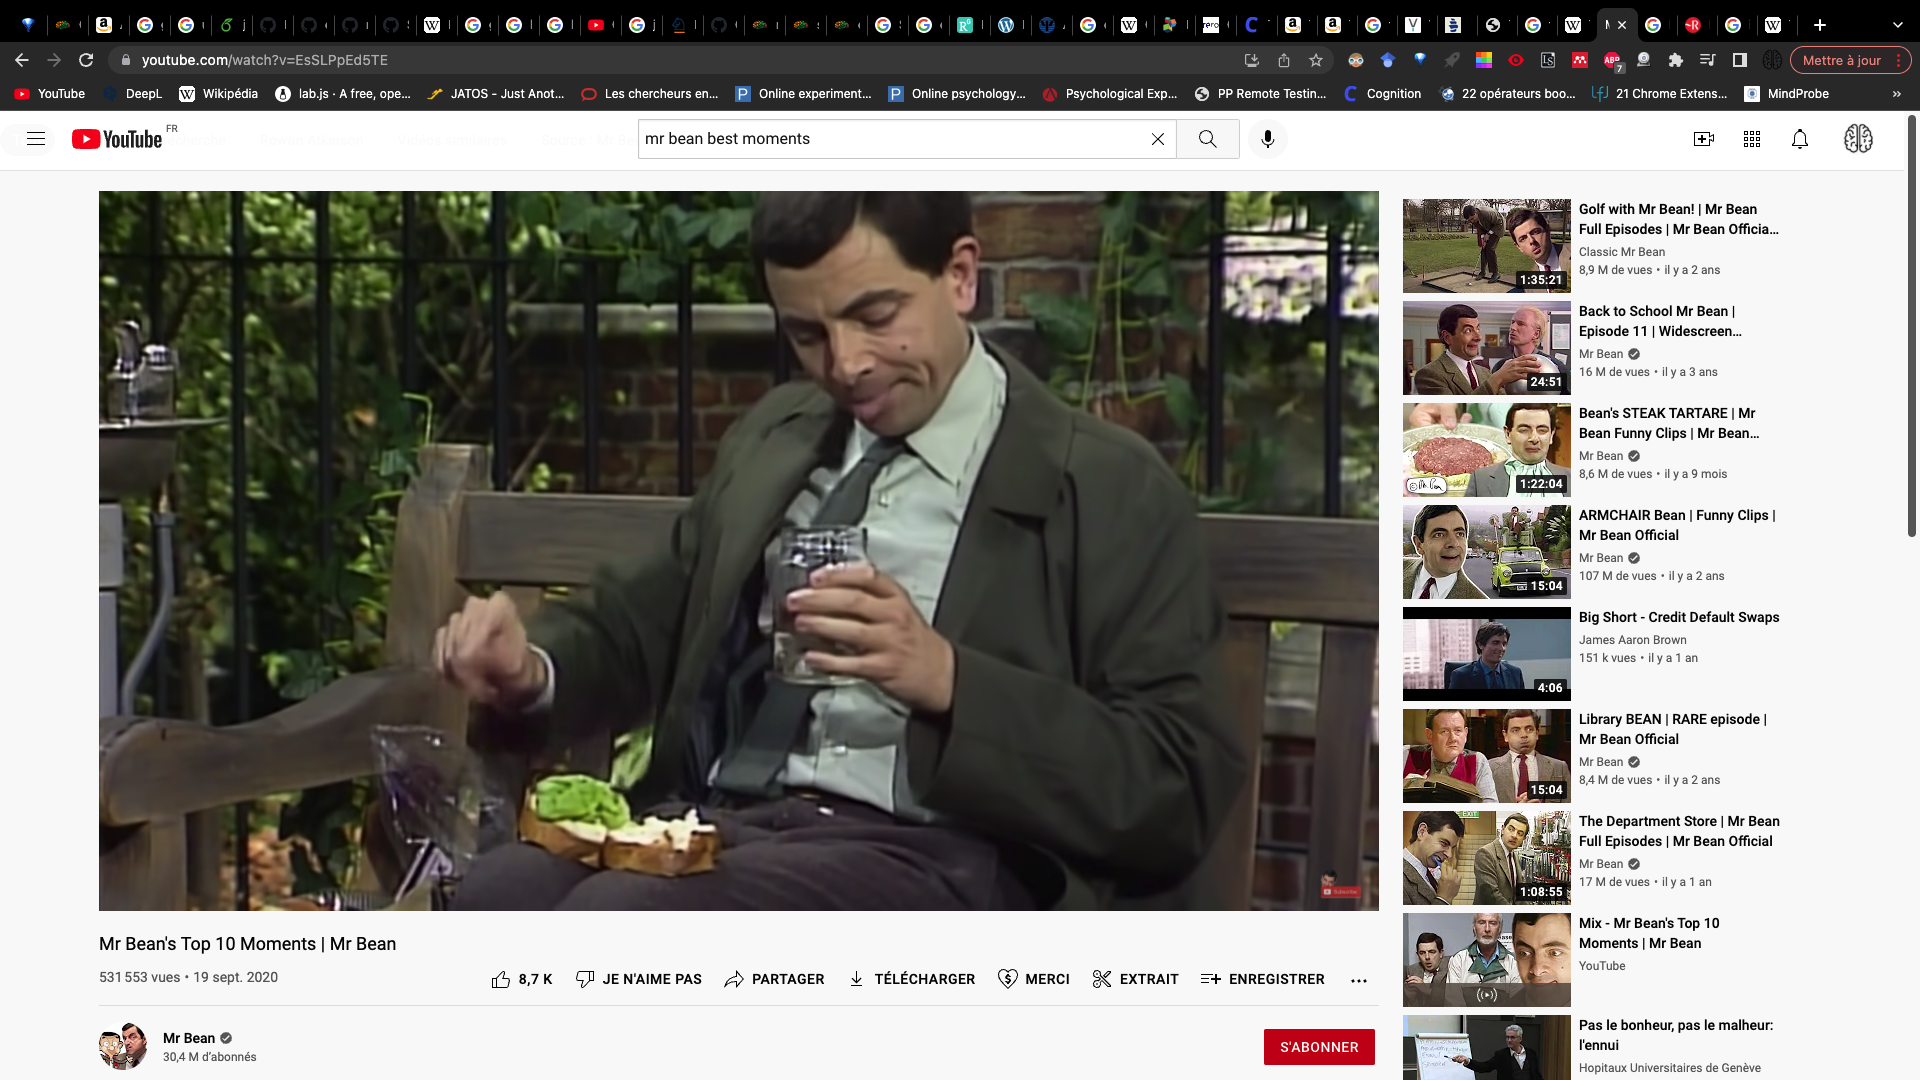 youtube.com/watch?v=EsSLPpEd5TE
7
Mettre à jour
YouTube
DeepL
Wikipédia
lab.js · A free, ope...
JATOS - Just Anot...
Les chercheurs en...
Online experiment...
Online psychology...
Psychological Exp...
PP Remote Testin...
Cognition
22 opérateurs boo...
21 Chrome Extens...
MindProbe
»
YouTube FR
mr bean best moments
Golf with Mr Bean! | Mr Bean
Full Episodes | Mr Bean Officia...
Classic Mr Bean
8,9 M de vues • il y a 2 ans
1:35:21
Back to School Mr Bean |
Episode 11 | Widescreen...
Mr Bean
16 M de vues • il y a 3 ans
24:51
Bean's STEAK TARTARE | Mr
Bean Funny Clips | Mr Bean...
Mr Bean
8,6 M de vues • il y a 9 mois
1:22:04
ARMCHAIR Bean | Funny Clips |
Mr Bean Official
Mr Bean
107 M de vues • il y a 2 ans
15:04
Big Short - Credit Default Swaps
James Aaron Brown
151 k vues • il y a 1 an
4:06
Library BEAN | RARE episode |
Mr Bean Official
Mr Bean
8,4 M de vues • il y a 2 ans
15:04
The Department Store | Mr Bean
Full Episodes | Mr Bean Official
Mr Bean
17 M de vues • il y a 1 an
1:08:55
Mix - Mr Bean's Top 10
Moments | Mr Bean
YouTube
Pas le bonheur, pas le malheur:
l'ennui
Hopitaux Universitaires de Genève
Subscribe
Mr Bean's Top 10 Moments | Mr Bean
531 553 vues • 19 sept. 2020
8,7 K
JE N'AIME PAS
PARTAGER
TÉLÉCHARGER
MERCI
EXTRAIT
ENREGISTRER
Mr Bean
30,4 M d'abonnés
S'ABONNER